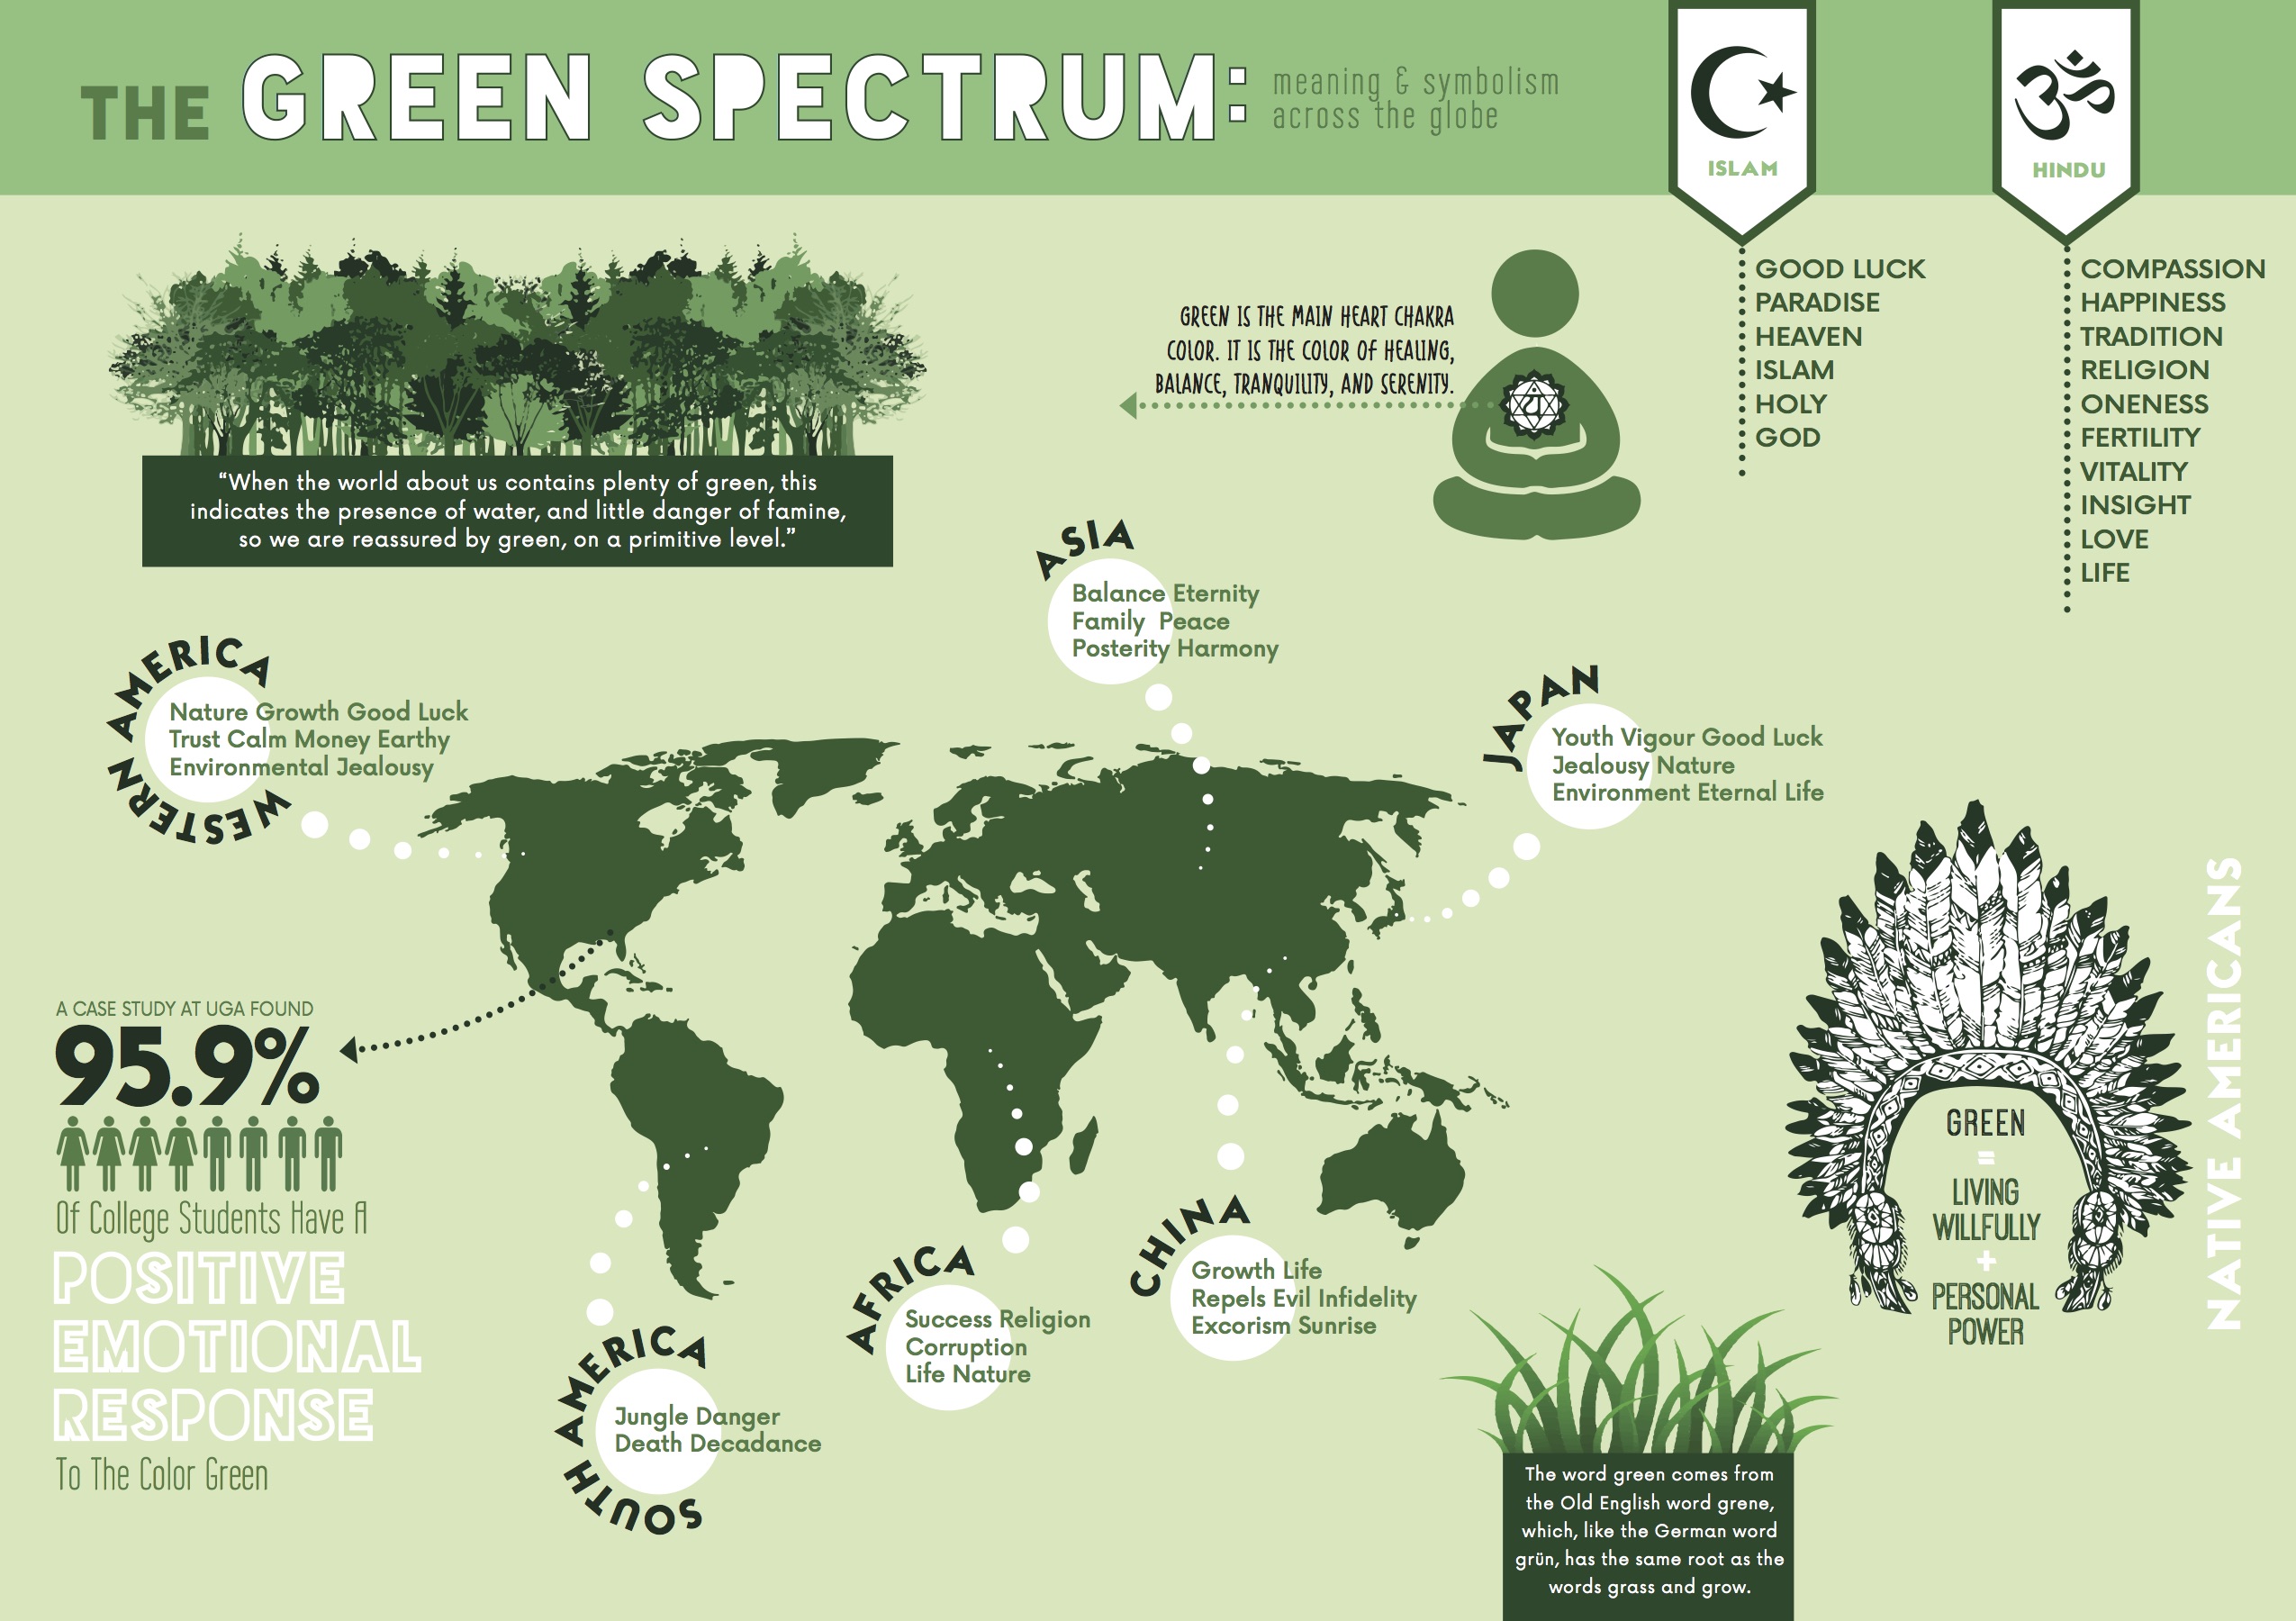 THE GREEN SPECTRUM:
meaning & symbolism
across the globe
ISLAM
GOOD LUCK
PARADISE
HEAVEN
ISLAM
HOLY
GOD
HINDU
COMPASSION
HAPPINESS
TRADITION
RELIGION
ONENESS
FERTILITY
VITALITY
INSIGHT
LOVE
LIFE
GREEN IS THE MAIN HEART CHAKRA
COLOR. IT IS THE COLOR OF HEALING,
BALANCE, TRANQUILITY, AND SERENITY.
“When the world about us contains plenty of green, this
indicates the presence of water, and little danger of famine,
so we are reassured by green, on a primitive level.”
ASIA
Balance Eternity
Family Peace
Posterity Harmony
WESTERN AMERICA
Nature Growth Good Luck
Trust Calm Money Earthy
Environmental Jealousy
JAPAN
Youth Vigour Good Luck
Jealousy Nature
Environment Eternal Life
A CASE STUDY AT UGA FOUND
95.9%
Of College Students Have A
POSITIVE
EMOTIONAL
RESPONSE
To The Color Green
SOUTH AMERICA
Jungle Danger
Death Decadance
AFRICA
Success Religion
Corruption
Life Nature
CHINA
Growth Life
Repels Evil Infidelity
Excorism Sunrise
NATIVE AMERICANS
GREEN
=
LIVING
WILLFULLY
+
PERSONAL
POWER
The word green comes from
the Old English word grene,
which, like the German word
grün, has the same root as the
words grass and grow.
ॐ
यं